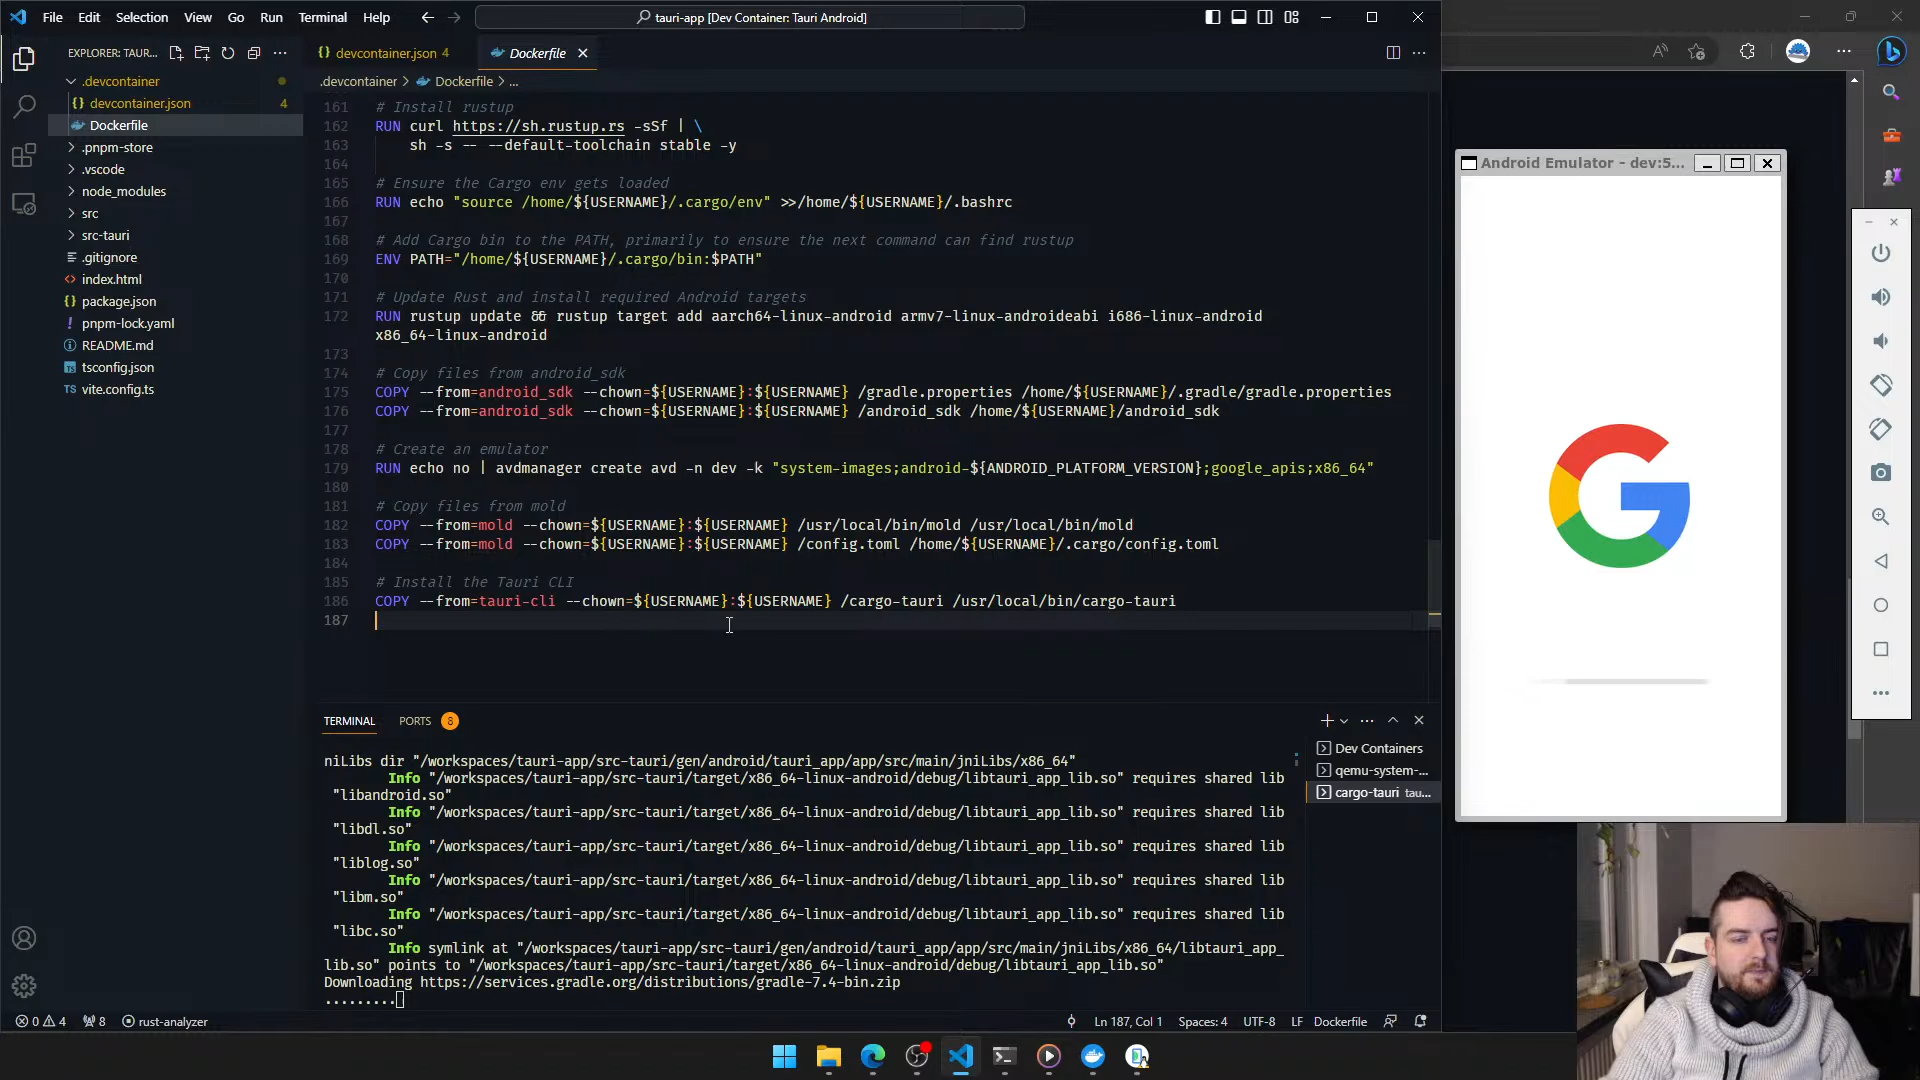 File Edit Selection View Go Run Terminal Help
tauri-app [Dev Container: Tauri Android]
EXPLORER: TAUR...
.devcontainer
devcontainer.json 4
Dockerfile
.pnpm-store
.vscode
node_modules
src
src-tauri
.gitignore
index.html
package.json
pnpm-lock.yaml
README.md
tsconfig.json
TS vite.config.ts
devcontainer.json 4
Dockerfile
.devcontainer > Dockerfile > ...
161 # Install rustup
162 RUN curl https://sh.rustup.rs -sSf | \
163 sh -s -- --default-toolchain stable -y
164
165 # Ensure the Cargo env gets loaded
166 RUN echo "source /home/${USERNAME}/.cargo/env" >>/home/${USERNAME}/.bashrc
167
168 # Add Cargo bin to the PATH, primarily to ensure the next command can find rustup
169 ENV PATH="/home/${USERNAME}/.cargo/bin:$PATH"
170
171 # Update Rust and install required Android targets
172 RUN rustup update && rustup target add aarch64-linux-android armv7-linux-androideabi i686-linux-android
x86_64-linux-android
173
174 # Copy files from android_sdk
175 COPY --from=android_sdk --chown=${USERNAME}:${USERNAME} /gradle.properties /home/${USERNAME}/.gradle/gradle.properties
176 COPY --from=android_sdk --chown=${USERNAME}:${USERNAME} /android_sdk /home/${USERNAME}/android_sdk
177
178 # Create an emulator
179 RUN echo no | avdmanager create avd -n dev -k "system-images;android-${ANDROID_PLATFORM_VERSION};google_apis;x86_64"
180
181 # Copy files from mold
182 COPY --from=mold --chown=${USERNAME}:${USERNAME} /usr/local/bin/mold /usr/local/bin/mold
183 COPY --from=mold --chown=${USERNAME}:${USERNAME} /config.toml /home/${USERNAME}/.cargo/config.toml
184
185 # Install the Tauri CLI
186 COPY --from=tauri-cli --chown=${USERNAME}:${USERNAME} /cargo-tauri /usr/local/bin/cargo-tauri
187
TERMINAL PORTS 8
Dev Containers
qemu-system-...
cargo-tauri tau...
niLibs dir "/workspaces/tauri-app/src-tauri/gen/android/tauri_app/app/src/main/jniLibs/x86_64"
Info "/workspaces/tauri-app/src-tauri/target/x86_64-linux-android/debug/libtauri_app_lib.so" requires shared lib
"libandroid.so"
Info "/workspaces/tauri-app/src-tauri/target/x86_64-linux-android/debug/libtauri_app_lib.so" requires shared lib
"libdl.so"
Info "/workspaces/tauri-app/src-tauri/target/x86_64-linux-android/debug/libtauri_app_lib.so" requires shared lib
"liblog.so"
Info "/workspaces/tauri-app/src-tauri/target/x86_64-linux-android/debug/libtauri_app_lib.so" requires shared lib
"libm.so"
Info "/workspaces/tauri-app/src-tauri/target/x86_64-linux-android/debug/libtauri_app_lib.so" requires shared lib
"libc.so"
Info symlink at "/workspaces/tauri-app/src-tauri/gen/android/tauri_app/app/src/main/jniLibs/x86_64/libtauri_app_
lib.so" points to "/workspaces/tauri-app/src-tauri/target/x86_64-linux-android/debug/libtauri_app_lib.so"
Downloading https://services.gradle.org/distributions/gradle-7.4-bin.zip
.........
0 4 8 rust-analyzer
Ln 187, Col 1 Spaces: 4 UTF-8 LF Dockerfile
Android Emulator - dev:5...